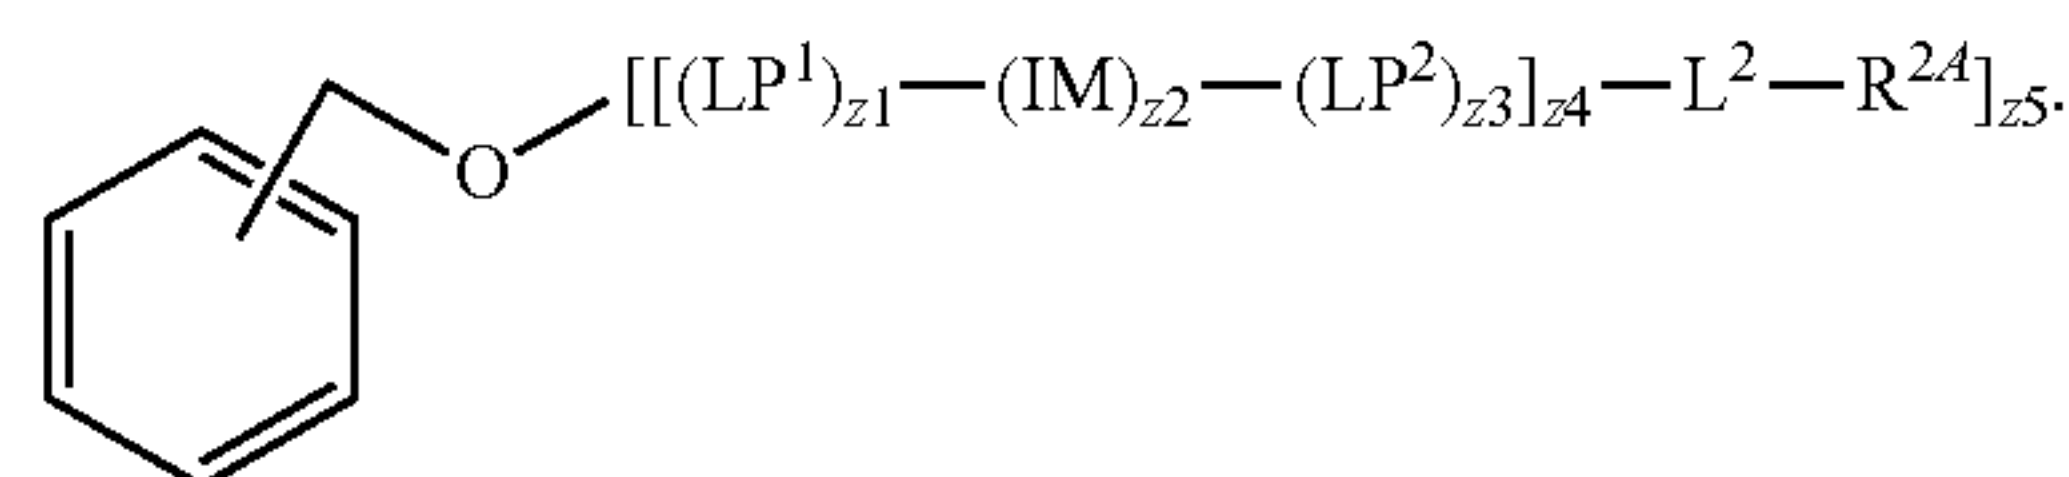 [[(LP¹)z1—(IM)z2—(LP²)z3]z4—L²—R²ᴬ]z5.
O